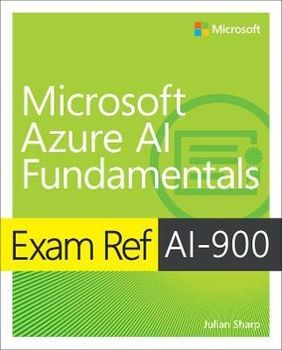 Microsoft
Microsoft
Azure AI
Fundamentals
Exam Ref AI-900
Julian Sharp